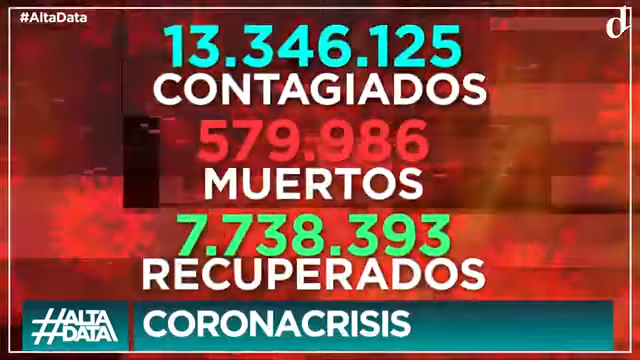 #AltaData
13.346.125
CONTAGIADOS
579.986
MUERTOS
7.738.393
RECUPERADOS
#ALTA
DATA
CORONACRISIS